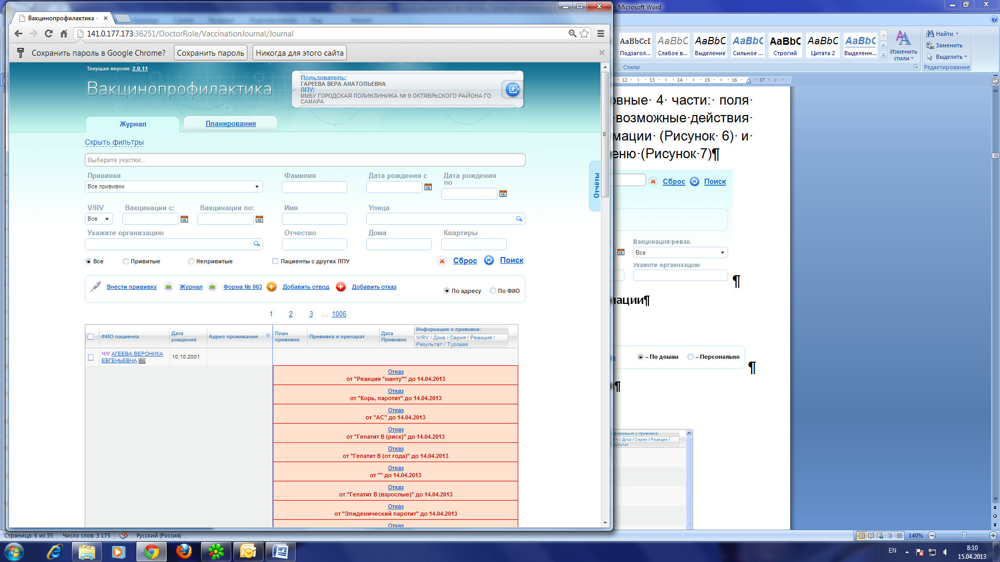 Вакцинопрофилактика -
- Microsoft Word
141.0.177.173:36251/DoctorRole/VaccinationJournal/Journal
Сохранить пароль в Google Chrome?
Сохранить пароль
Никогда для этого сайта
Текущая версия: 2.0.11
Вакцинопрофилактика
Пользователь:
ГАРЕЕВА ВЕРА АНАТОЛЬЕВНА
ЛПУ:
ММБУ ГОРОДСКАЯ ПОЛИКЛИНИКА № 9 ОКТЯБРЬСКОГО РАЙОНА ГО
САМАРА
Журнал
Планирование
Скрыть фильтры
Выберите участки...
Прививки
Фамилия
Дата рождения с
Дата рождения
по
Все прививки
V/RV
Вакцинации с:
Вакцинации по:
Имя
Улица
Все
Укажите организацию
Отчество
Дома
Квартиры
Все
Привитые
Непривитые
Пациенты с других ЛПУ
Сброс
Поиск
Внести прививку
Журнал
Форма № 063
Добавить отвод
Добавить отказ
По адресу
По ФИО
1 2 3 ... 1006
ФИО пациента
Дата
рождения
Адрес проживания
План
прививки
Прививка и препарат
Дата
Прививки
Информация о прививке:
V/RV / Доза / Серия / Реакция /
Результат / Туровая
Ч/У АГЕЕВА ВЕРОНИКА
ЕВГЕНЬЕВНА
10.10.2001
Отказ
от "Реакция "манту"" до 14.04.2013
Отказ
от "Корь, паротит" до 14.04.2013
Отказ
от "АС" до 14.04.2013
Отказ
от "Гепатит В (риск)" до 14.04.2013
Отказ
от "Гепатит В (от года)" до 14.04.2013
Отказ
от "" до 14.04.2013
Отказ
от "Гепатит В (взрослые)" до 14.04.2013
Отказ
от "Эпидемический паротит" до 14.04.2013
Отказ
Отчёты
AaBbCcI AaBbC AaBbC AaBbC AaBbC AaBbC AaBbC
Подзагол... Слабое в... Выделение Сильное ... Строгий Цитата 2 Выделенн...
Изменить
стили
Стили
Найти
Заменить
Выделить
Редактирование
12 13 14 15 16 17
овные· 4· части:· поля·
возможные·действия·
мации· (Рисунок· 6)· и·
еню·(Рисунок·7)¶
Сброс
Поиск
Вакцинация/ревак.
Все
Укажите организацию
¶
мации¶
– По домам
– Персонально
¶
¶
формация о прививке:
RV / Доза / Серия / Реакция /
зультат
Страница: 6 из 35
Число слов: 3 175
Русский (Россия)
140%
EN
8:10
15.04.2013